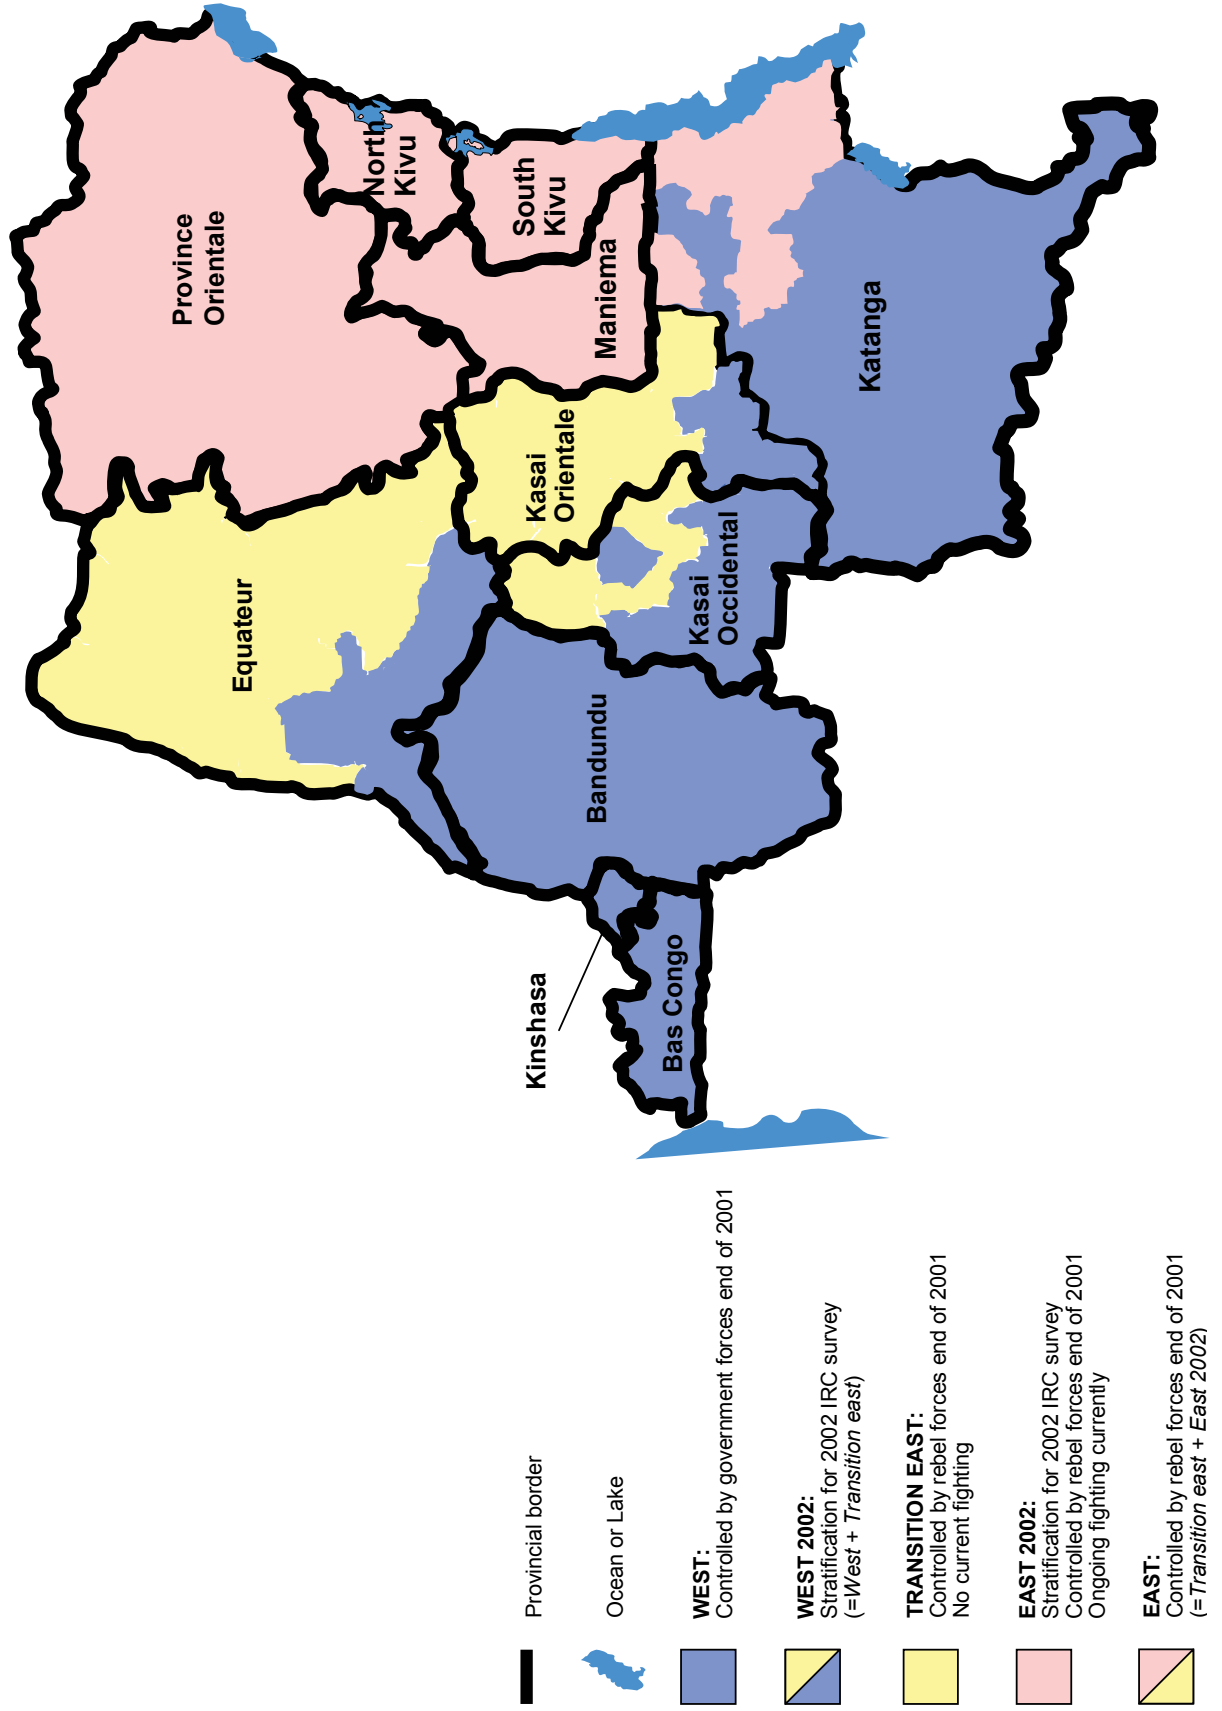 Province
Orientale
North
Kivu
South
Kivu
Maniema
Equateur
Kasai
Orientale
Kasai
Occidental
Katanga
Bandundu
Kinshasa
Bas Congo
Provincial border
Ocean or Lake
WEST:
Controlled by government forces end of 2001
WEST 2002:
Stratification for 2002 IRC survey
(=West + Transition east)
TRANSITION EAST:
Controlled by rebel forces end of 2001
No current fighting
EAST 2002:
Stratification for 2002 IRC survey
Controlled by rebel forces end of 2001
Ongoing fighting currently
EAST:
Controlled by rebel forces end of 2001
(=Transition east + East 2002)